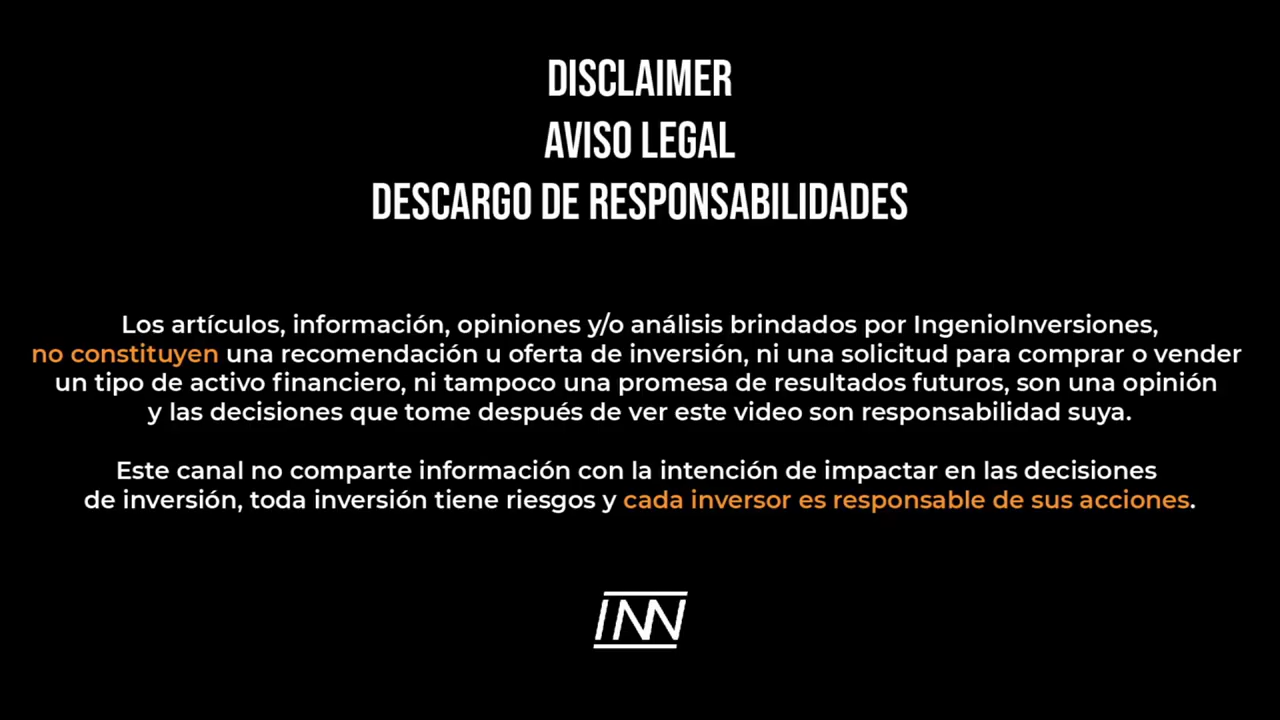 DISCLAIMER
AVISO LEGAL
DESCARGO DE RESPONSABILIDADES
Los artículos, información, opiniones y/o análisis brindados por IngenioInversiones,
no constituyen una recomendación u oferta de inversión, ni una solicitud para comprar o vender
un tipo de activo financiero, ni tampoco una promesa de resultados futuros, son una opinión
y las decisiones que tome después de ver este video son responsabilidad suya.
Este canal no comparte información con la intención de impactar en las decisiones
de inversión, toda inversión tiene riesgos y cada inversor es responsable de sus acciones.
INN